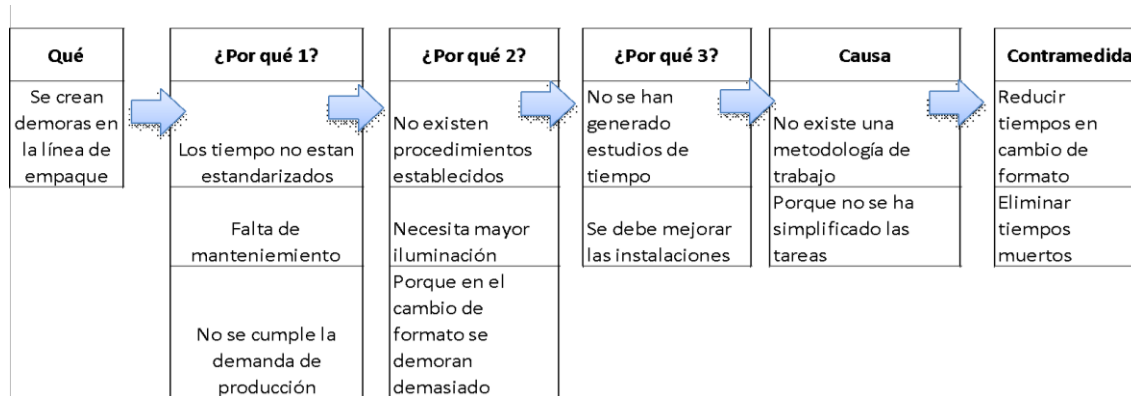 Qué
Se crean
demoras en
la línea de
empaque
¿Por qué 1?
Los tiempo no estan
estandarizados
Falta de
manteniemiento
No se cumple la
demanda de
producción
¿Por qué 2?
No existen
procedimientos
establecidos
Necesita mayor
iluminación
Porque en el
cambio de
formato se
demoran
demasiado
¿Por qué 3?
No se han
generado
estudios de
tiempo
Se debe mejorar
las instalaciones
Causa
No existe una
metodología de
trabajo
Porque no se ha
simplificado las
tareas
Contramedida
Reducir
tiempos en
cambio de
formato
Eliminar
tiempos
muertos